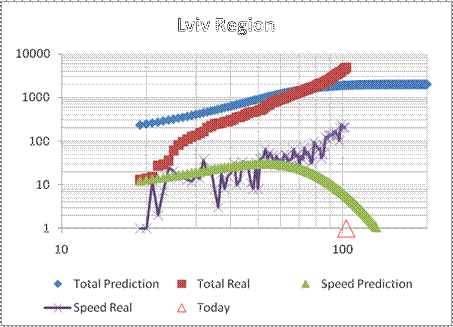 Lviv Region
10000
1000
100
10
1
10 100
Total Prediction Total Real Speed Prediction
Speed Real Today